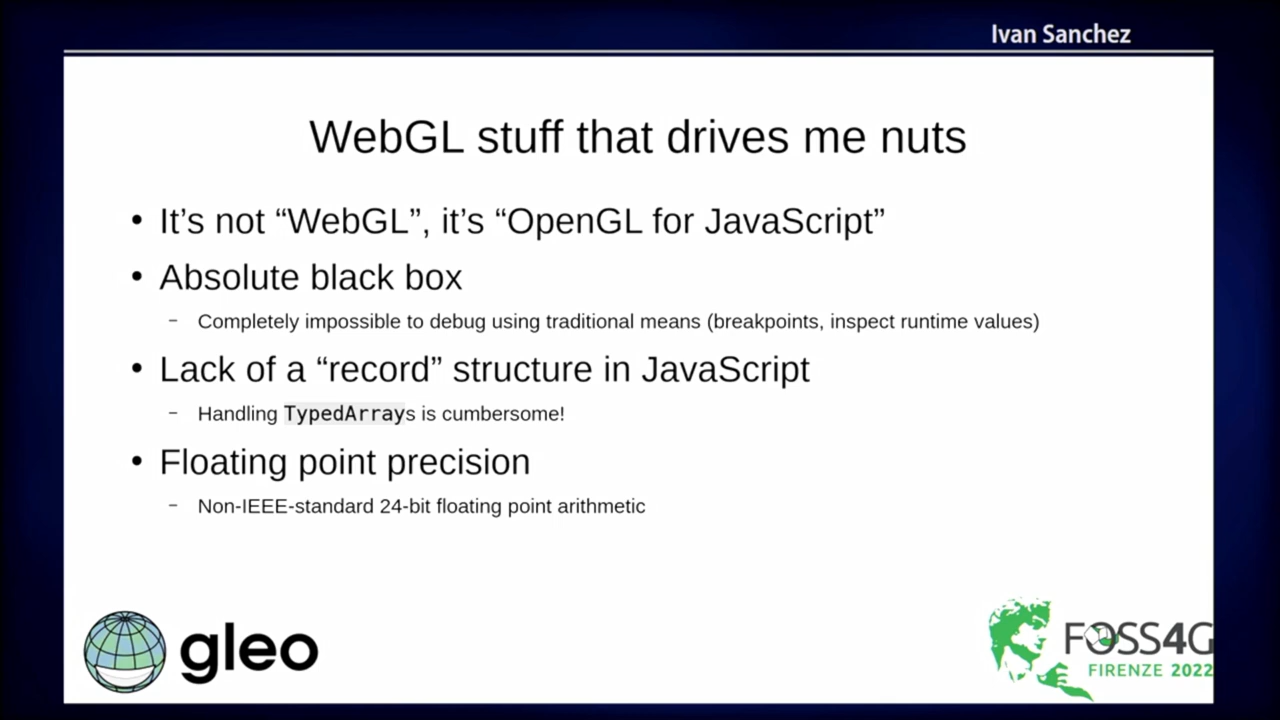 Ivan Sanchez
WebGL stuff that drives me nuts
• It’s not “WebGL”, it’s “OpenGL for JavaScript”
• Absolute black box
– Completely impossible to debug using traditional means (breakpoints, inspect runtime values)
• Lack of a “record” structure in JavaScript
– Handling TypedArrays is cumbersome!
• Floating point precision
– Non-IEEE-standard 24-bit floating point arithmetic
gleo
FOSS4G
FIRENZE 2022